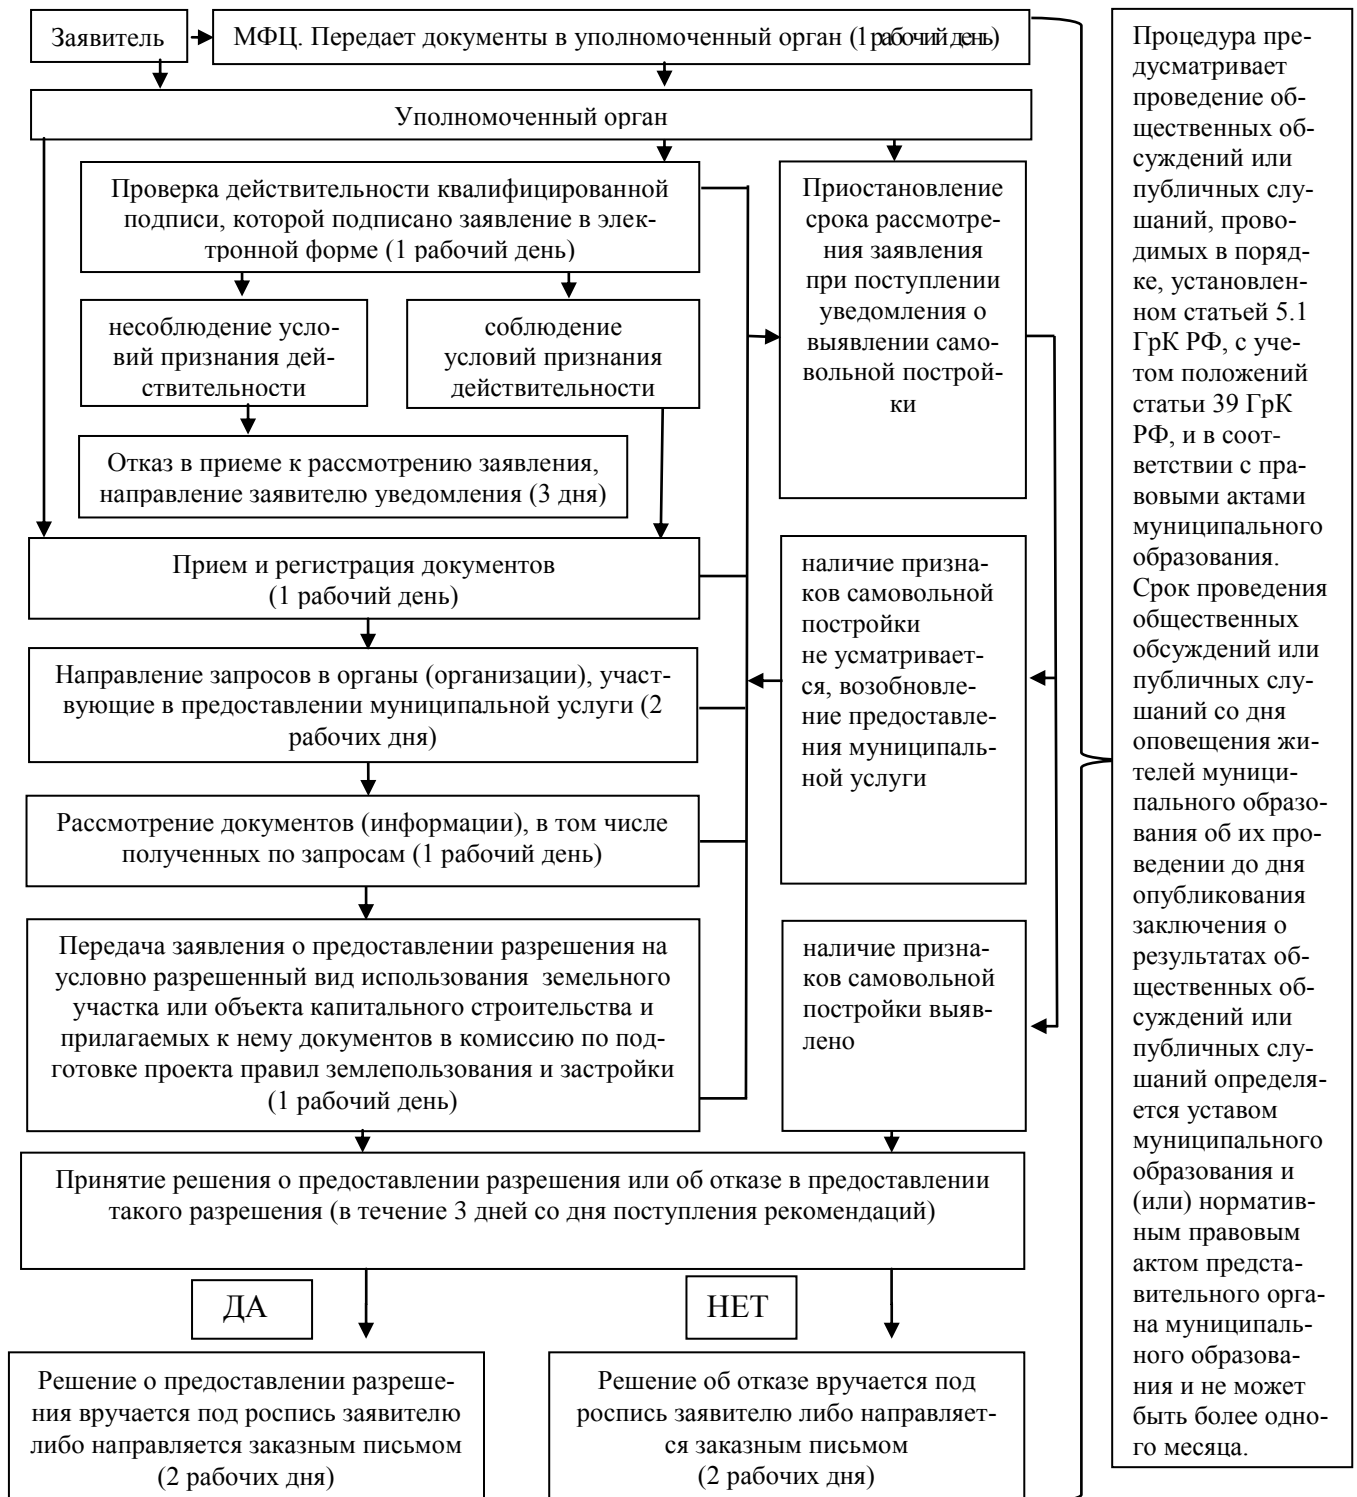 Заявитель
МФЦ. Передает документы в уполномоченный орган (1рабочий день)
Уполномоченный орган
Проверка действительности квалифицированной
подписи, которой подписано заявление в элек-
тронной форме (1 рабочий день)
несоблюдение усло-
вий признания дей-
ствительности
соблюдение
условий признания
действительности
Отказ в приеме к рассмотрению заявления,
направление заявителю уведомления (3 дня)
Прием и регистрация документов
(1 рабочий день)
Направление запросов в органы (организации), участ-
вующие в предоставлении муниципальной услуги (2
рабочих дня)
Рассмотрение документов (информации), в том числе
полученных по запросам (1 рабочий день)
Передача заявления о предоставлении разрешения на
условно разрешенный вид использования земельного
участка или объекта капитального строительства и
прилагаемых к нему документов в комиссию по под-
готовке проекта правил землепользования и застройки
(1 рабочий день)
Приостановление
срока рассмотре-
ния заявления
при поступлении
уведомления о
выявлении само-
вольной построй-
ки
наличие призна-
ков самовольной
постройки
не усматривает-
ся, возобновле-
ние предоставле-
ния муниципаль-
ной услуги
наличие призна-
ков самовольной
постройки выяв-
лено
Принятие решения о предоставлении разрешения или об отказе в предоставлении
такого разрешения (в течение 3 дней со дня поступления рекомендаций)
ДА
НЕТ
Решение о предоставлении разреше-
ния вручается под роспись заявителю
либо направляется заказным письмом
(2 рабочих дня)
Решение об отказе вручается под
роспись заявителю либо направляет-
ся заказным письмом
(2 рабочих дня)
Процедура пре-
дусматривает
проведение об-
щественных об-
суждений или
публичных слу-
шаний, прово-
димых в поряд-
ке, установлен-
ном статьей 5.1
ГрК РФ, с уче-
том положений
статьи 39 ГрК
РФ, и в соот-
ветствии с пра-
вовыми актами
муниципального
образования.
Срок проведения
общественных
обсуждений или
публичных слу-
шаний со дня
оповещения жи-
телей муници-
пального образо-
вания об их про-
ведении до дня
опубликования
заключения о
результатах об-
щественных об-
суждений или
публичных слу-
шаний определя-
ется уставом
муниципального
образования и
(или) норматив-
ным правовым
актом предста-
вительного орга-
на муниципаль-
ного образова-
ния и не может
быть более одно-
го месяца.